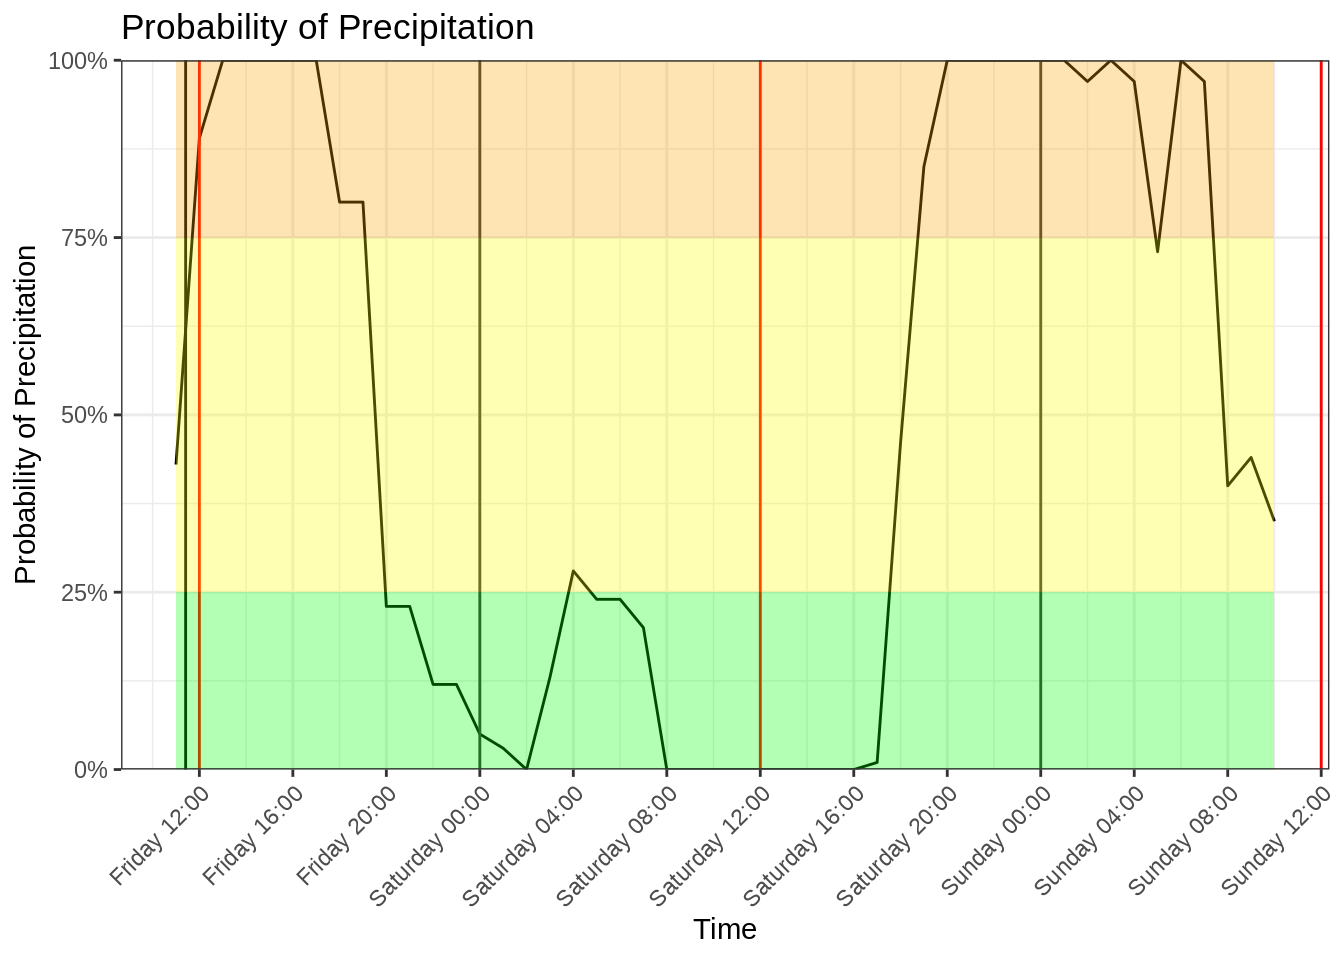 Probability of Precipitation
Probability of Precipitation
100%
75%
50%
25%
0%
Friday 12:00
Friday 16:00
Friday 20:00
Saturday 00:00
Saturday 04:00
Saturday 08:00
Saturday 12:00
Saturday 16:00
Saturday 20:00
Sunday 00:00
Sunday 04:00
Sunday 08:00
Sunday 12:00
Time